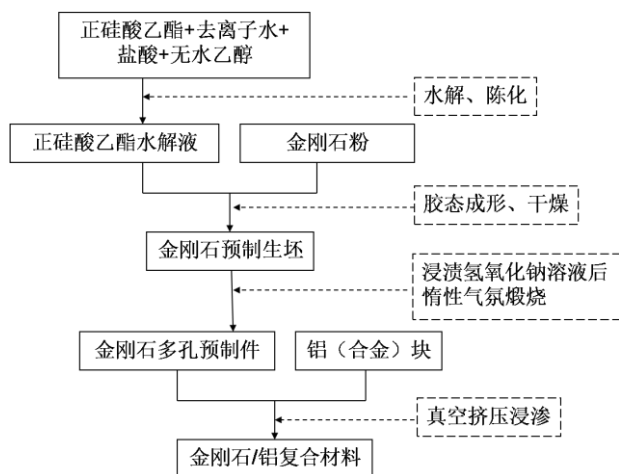 正硅酸乙酯+去离子水+
盐酸+无水乙醇
水解、陈化
正硅酸乙酯水解液
金刚石粉
胶态成形、干燥
金刚石预制生坯
浸渍氢氧化钠溶液后
惰性气氛煅烧
金刚石多孔预制件
铝（合金）块
真空挤压浸渗
金刚石/铝复合材料